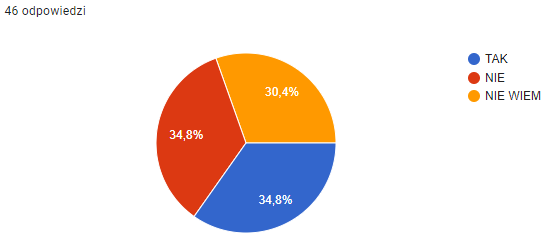 46 odpowiedzi
TAK
NIE
NIE WIEM
30,4%
34,8%
34,8%